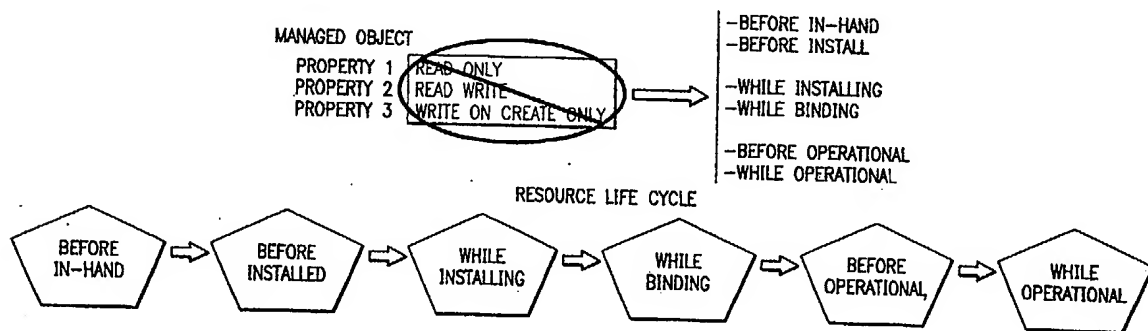 MANAGED OBJECT
PROPERTY 1 READ ONLY
PROPERTY 2 READ WRITE
PROPERTY 3 WRITE ON CREATE ONLY
-BEFORE IN-HAND
-BEFORE INSTALL
-WHILE INSTALLING
-WHILE BINDING
-BEFORE OPERATIONAL
-WHILE OPERATIONAL
RESOURCE LIFE CYCLE
BEFORE
IN-HAND
BEFORE
INSTALLED
WHILE
INSTALLING
WHILE
BINDING
BEFORE
OPERATIONAL
WHILE
OPERATIONAL